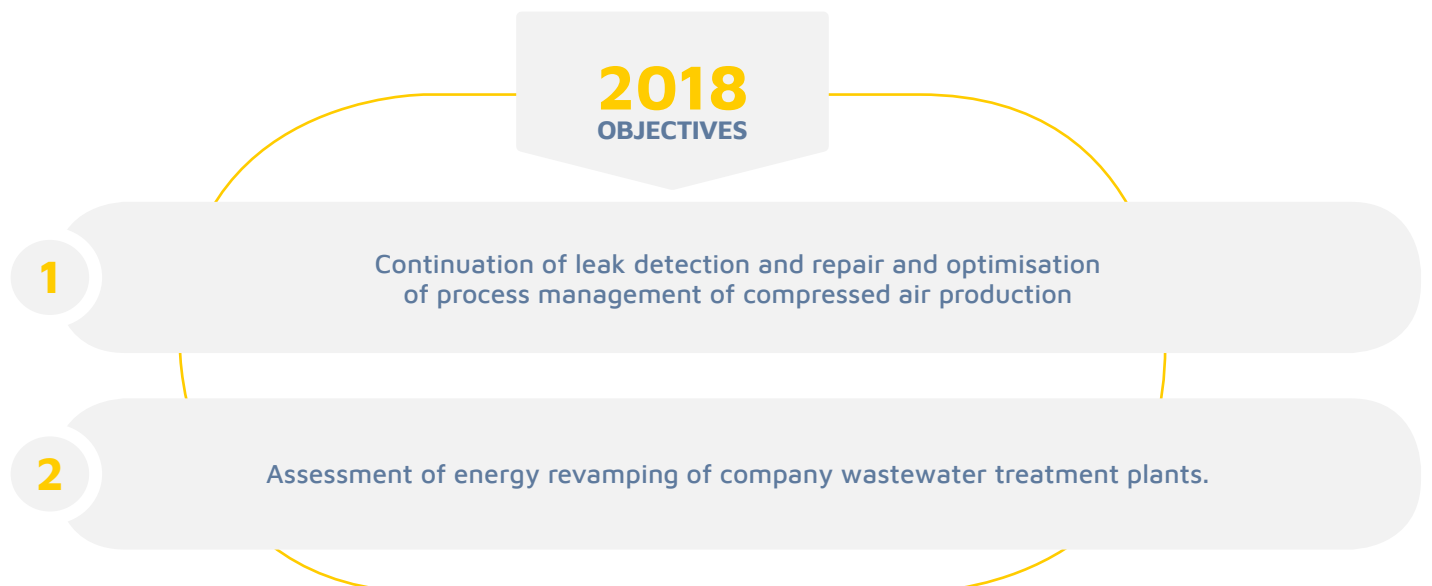 2018
OBJECTIVES
1
Continuation of leak detection and repair and optimisation
of process management of compressed air production
2
Assessment of energy revamping of company wastewater treatment plants.